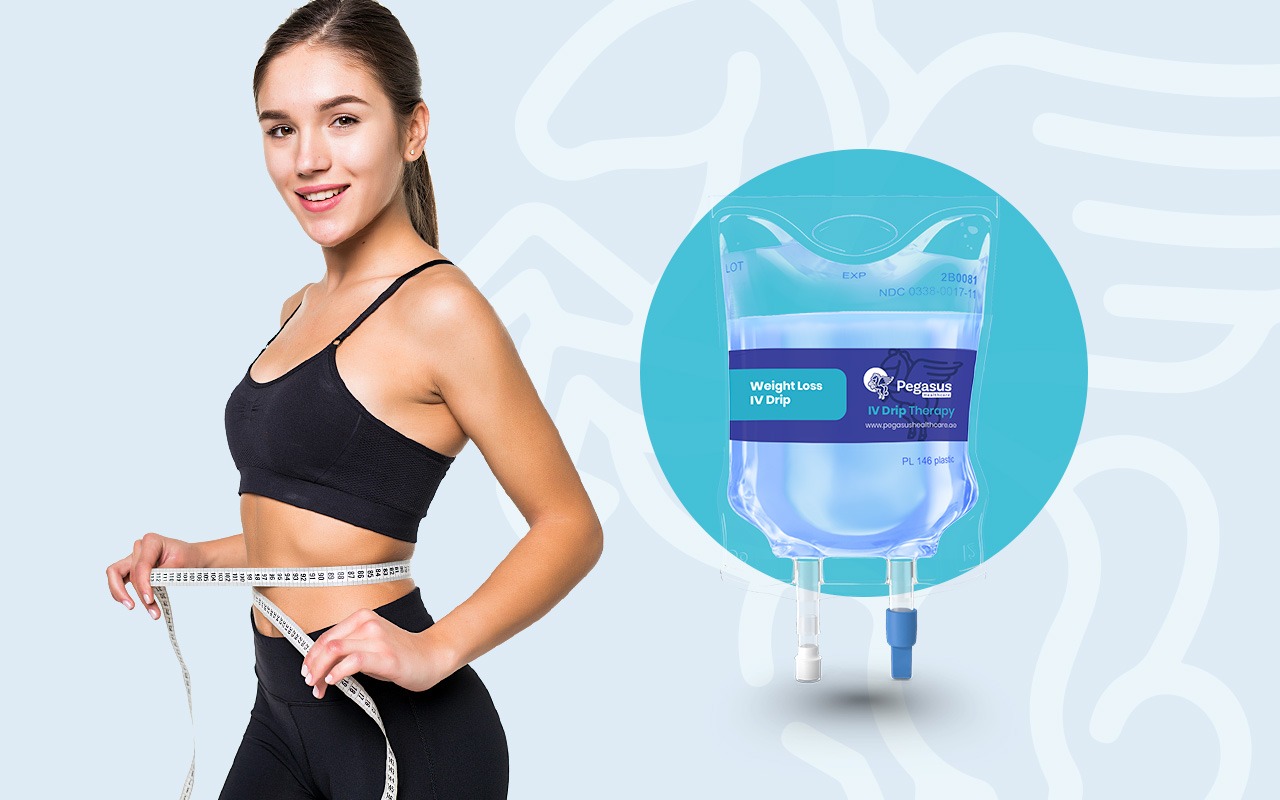 LOT
EXP
2B0081
NDC 0338-0017-11
Weight Loss
IV Drip
Pegasus
Healthcare
IV Drip Therapy
www.pegasushealthcare.ae
PL 146 plastic